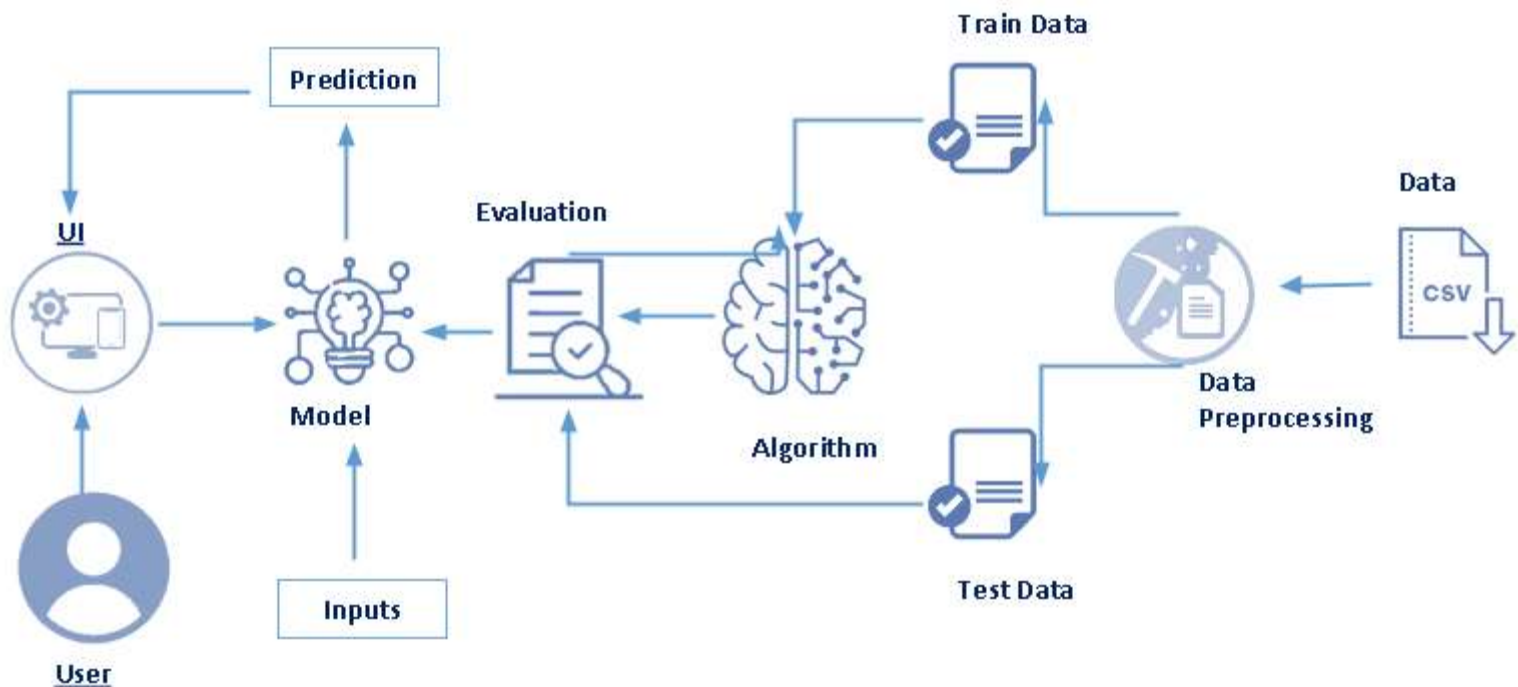 Train Data
Prediction
Data
Evaluation
UI
CSV
Model
Data
Preprocessing
Algorithm
Test Data
Inputs
User